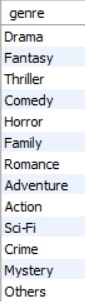 genre
Drama
Fantasy
Thriller
Comedy
Horror
Family
Romance
Adventure
Action
Sci-Fi
Crime
Mystery
Others